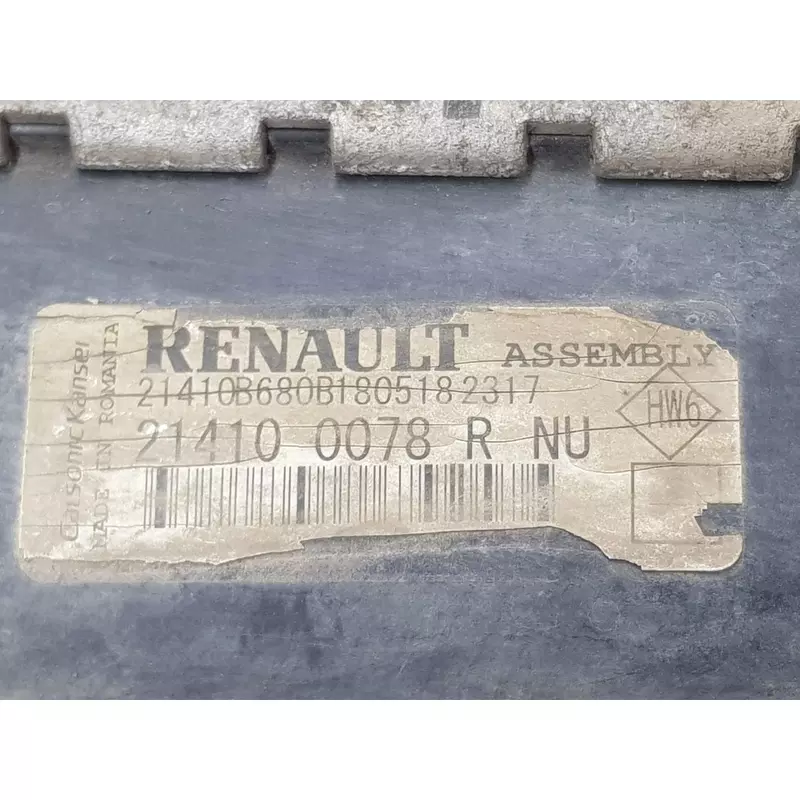 RENAULT ASSEMBLY
21410B680B1805182317
21410 0078 R NU
HW6
Calsonic Kansei
MADE IN ROMANIA